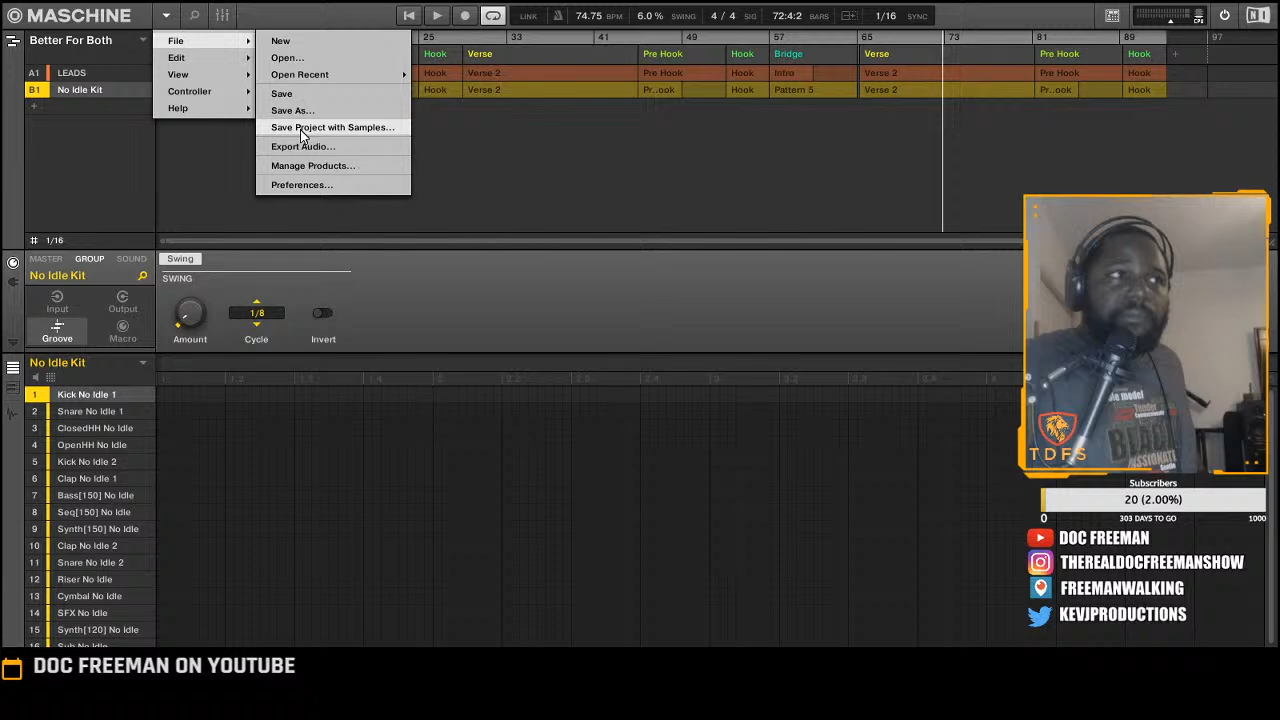 MASCHINE
LINK
74.75 BPM
6.0 % SWING
4 / 4 SIG
72:4:2 BARS
1/16 SYNC
Better For Both
25 33 41 49 57 65 73 81 89 97
Hook Verse Pre Hook Hook Bridge Verse Pre Hook Hook +
A1 LEADS
Hook Verse 2 Pre Hook Hook Intro Verse 2 Pre Hook Hook
B1 No Idle Kit
Hook Verse 2 Pr..ook Hook Pattern 5 Verse 2 Pr..ook Hook
+
File
Edit
View
Controller
Help
New
Open...
Open Recent
Save
Save As...
Save Project with Samples...
Export Audio...
Manage Products...
Preferences...
1/16
MASTER GROUP SOUND
No Idle Kit
Input Output
Groove Macro
Swing
SWING
1/8
Amount Cycle Invert
No Idle Kit
1 Kick No Idle 1
2 Snare No Idle 1
3 ClosedHH No Idle
4 OpenHH No Idle
5 Kick No Idle 2
6 Clap No Idle 1
7 Bass[150] No Idle
8 Seq[150] No Idle
9 Synth[150] No Idle
10 Clap No Idle 2
11 Snare No Idle 2
12 Riser No Idle
13 Cymbal No Idle
14 SFX No Idle
15 Synth[120] No Idle
16 Sub No Idle
TDFS
Subscribers
20 (2.00%)
0 303 DAYS TO GO 1000
DOC FREEMAN
THEREALDOCFREEMANSHOW
FREEMANWALKING
KEVJPRODUCTIONS
DOC FREEMAN ON YOUTUBE